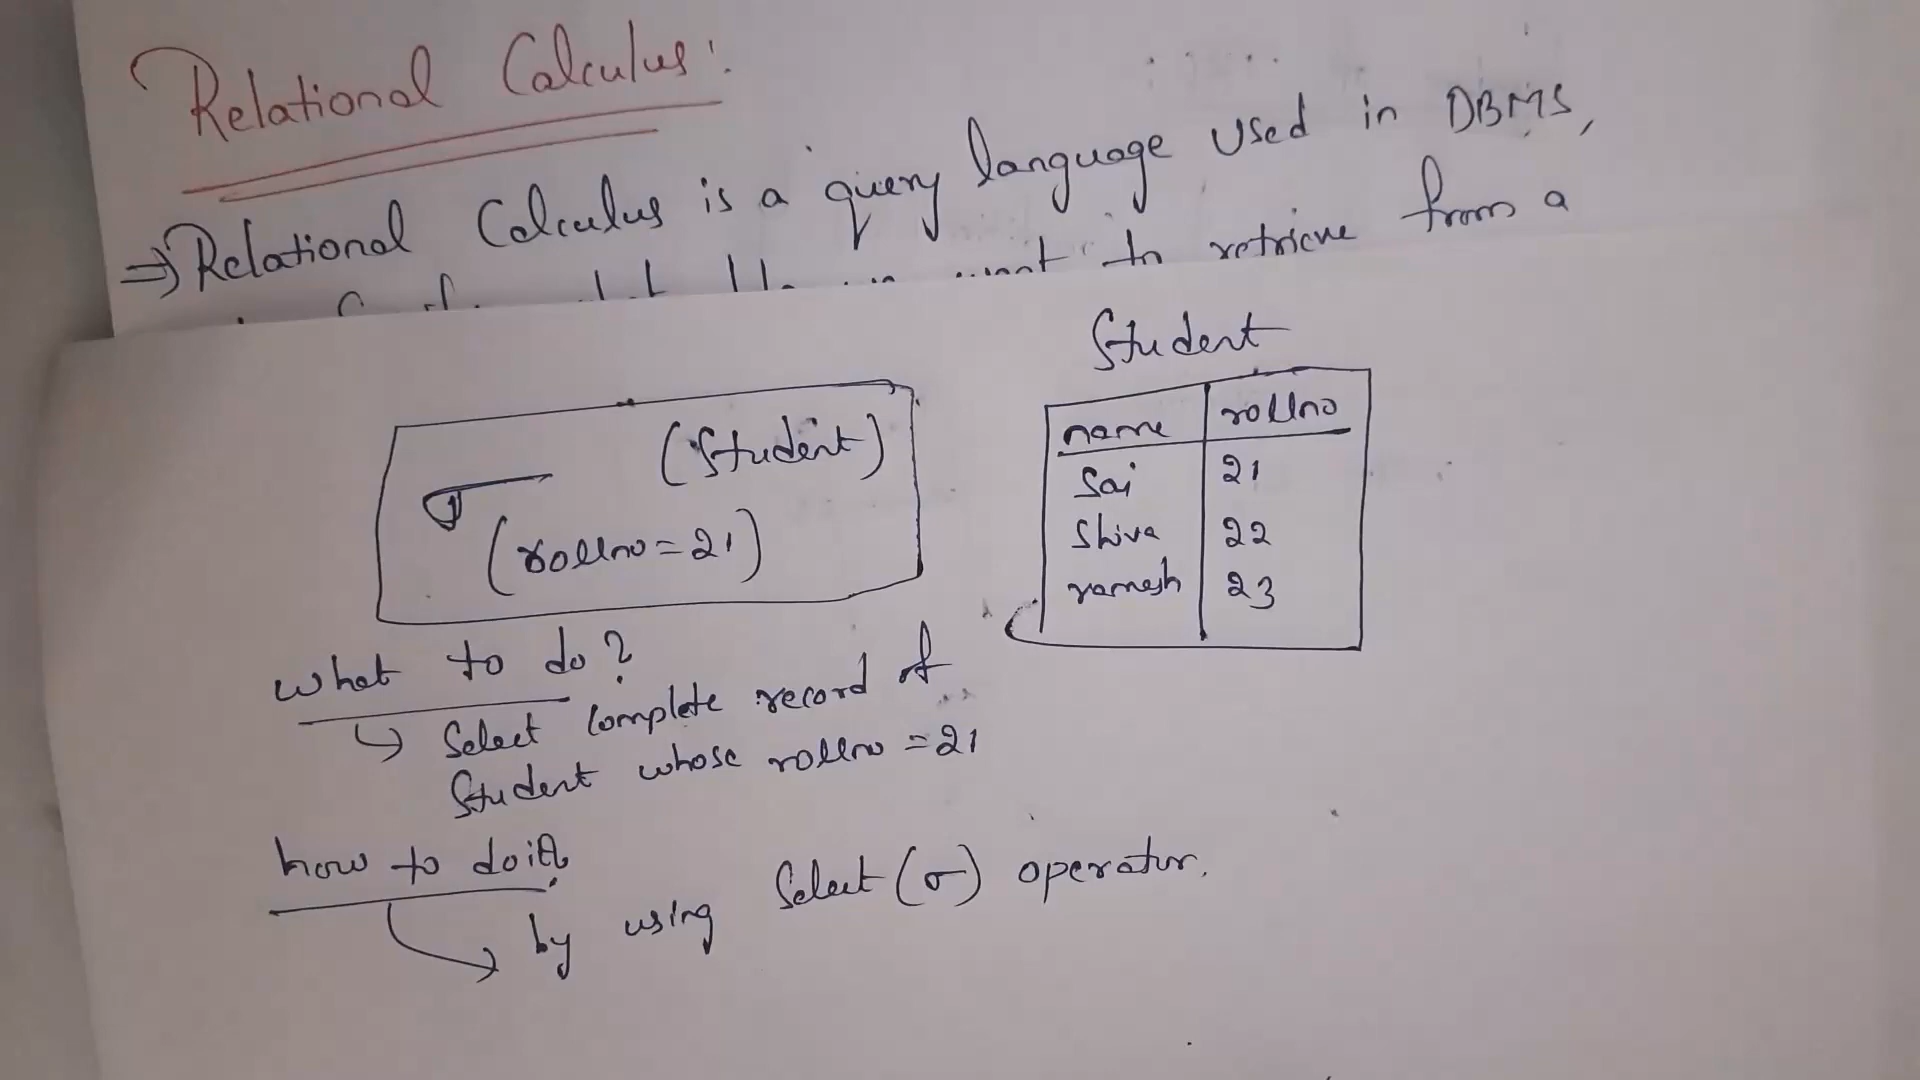 Relational Calculus:
⇒ Relational Calculus is a query language used in DBMS,
want to retrieve from a
Student
name rollno
Sai 21
Shiva 22
ramesh 23
σ (Student)
(rollno = 21)
what to do?
↳ Select complete record of
Student whose rollno = 21
how to do it?
→ by using Select (σ) operator.